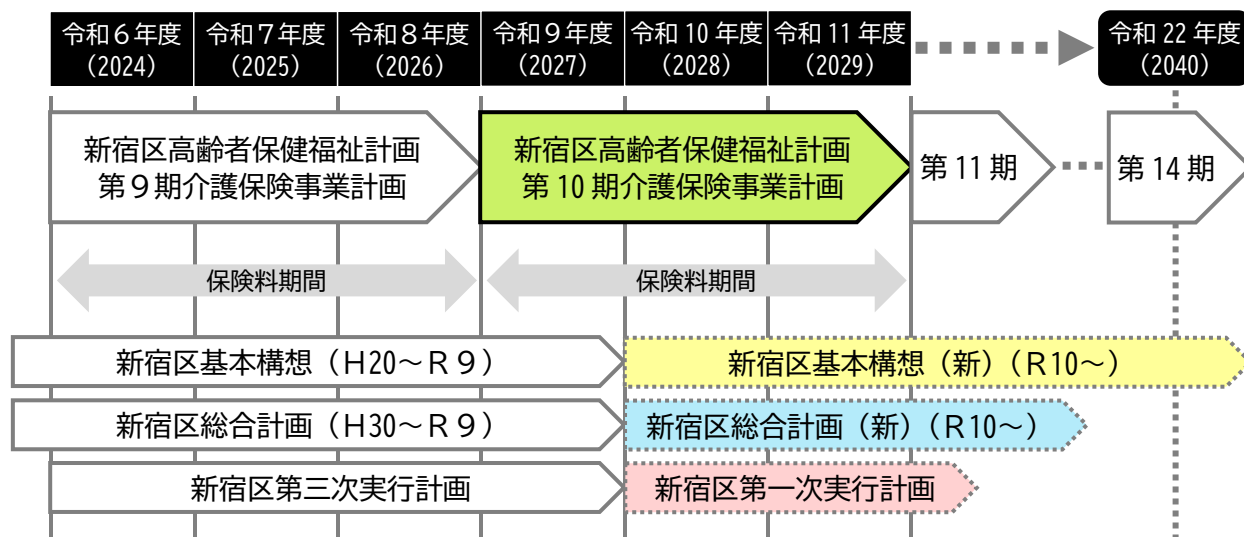 令和６年度
（2024）
令和７年度
（2025）
令和８年度
（2026）
令和９年度
（2027）
令和 10 年度
（2028）
令和 11 年度
（2029）
令和 22 年度
（2040）
新宿区高齢者保健福祉計画
第９期介護保険事業計画
新宿区高齢者保健福祉計画
第 10 期介護保険事業計画
第 11 期
第 14 期
保険料期間
保険料期間
新宿区基本構想（Ｈ20～Ｒ９）
新宿区基本構想（新）（Ｒ10～）
新宿区総合計画（Ｈ30～Ｒ９）
新宿区総合計画（新）（Ｒ10～）
新宿区第三次実行計画
新宿区第一次実行計画